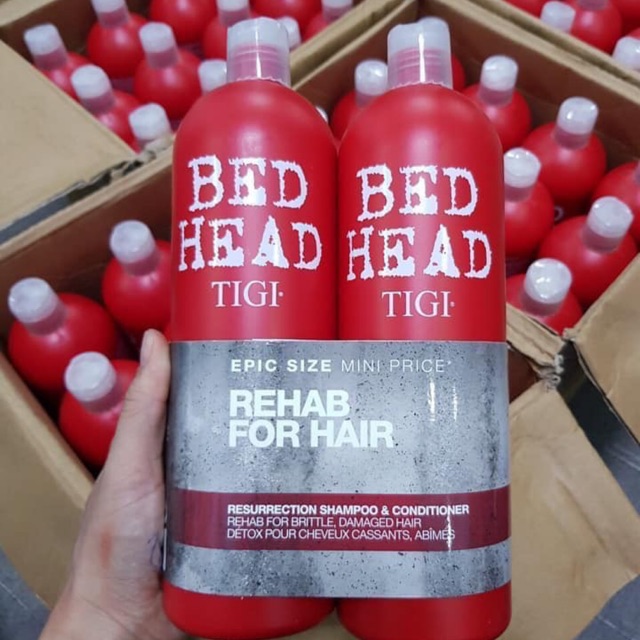 BED
HEAD
TIGI®
BED
HEAD
TIGI®
EPIC SIZE MINI PRICE*
REHAB
FOR HAIR
RESURRECTION SHAMPOO & CONDITIONER
REHAB FOR BRITTLE, DAMAGED HAIR
DÉTOX POUR CHEVEUX CASSANTS, ABÎMÉS